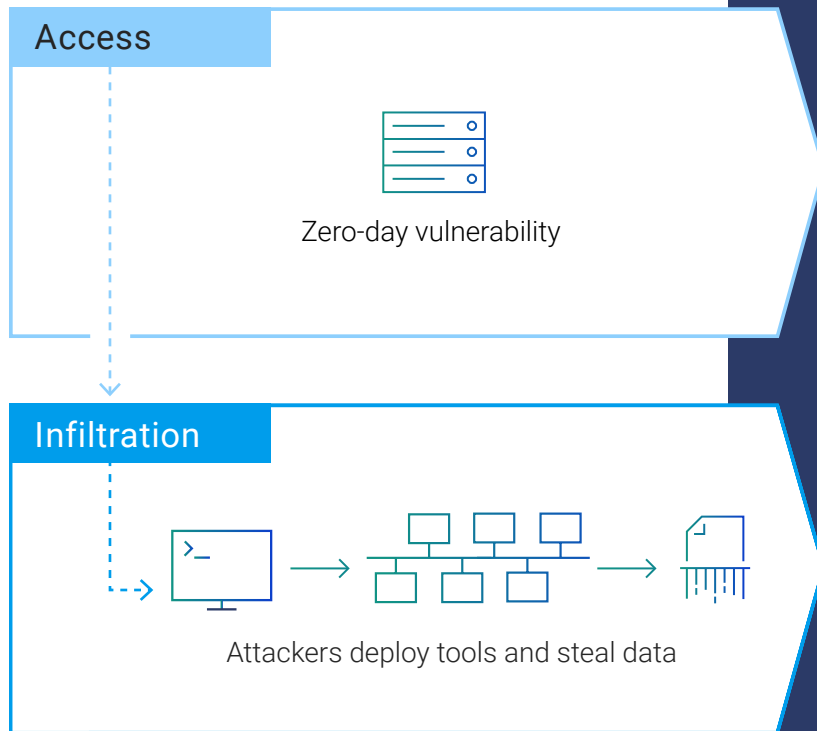 Access
Zero-day vulnerability
Infiltration
Attackers deploy tools and steal data